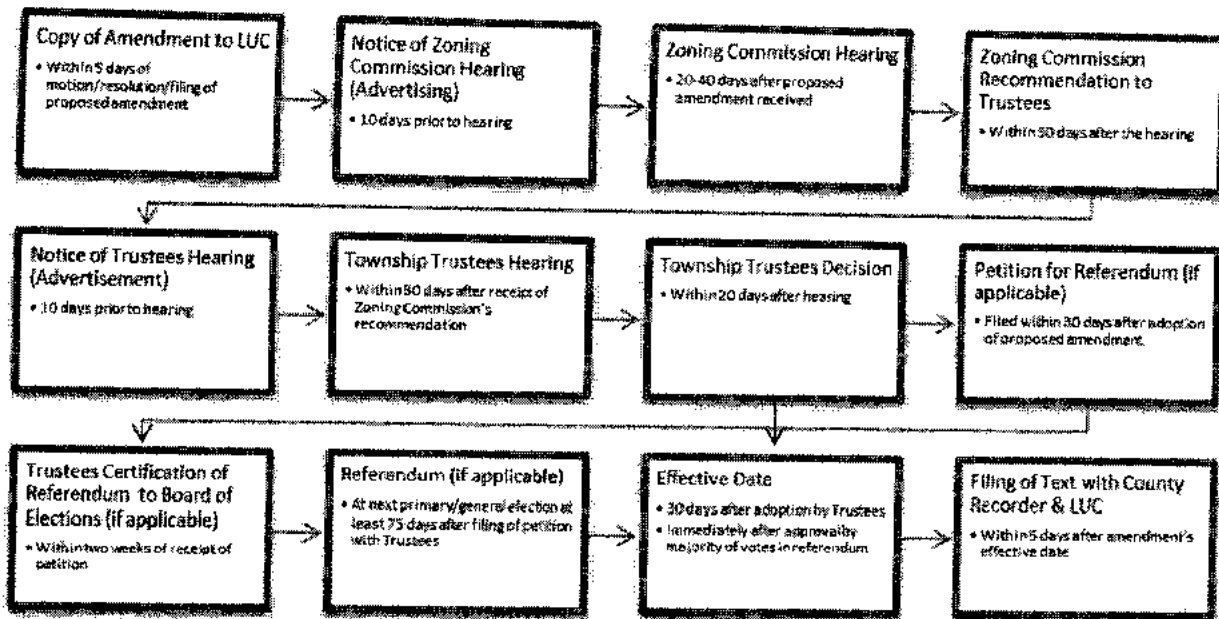 Copy of Amendment to LUC
• Within 5 days of
motion/resolution/filing of
proposed amendment
Notice of Zoning
Commission Hearing
(Advertising)
• 10 days prior to hearing
Zoning Commission Hearing
• 20-40 days after proposed
amendment received
Zoning Commission
Recommendation to
Trustees
• Within 30 days after the hearing
Notice of Trustees Hearing
(Advertisement)
• 10 days prior to hearing
Township Trustees Hearing
• Within 30 days after receipt of
Zoning Commission's
recommendation
Township Trustees Decision
• Within 20 days after hearing
Petition for Referendum (if
applicable)
• Filed within 30 days after adoption
of proposed amendment.
Trustees Certification of
Referendum to Board of
Elections (if applicable)
• Within two weeks of receipt of
petition
Referendum (if applicable)
• At next primary/general election at
least 75 days after filing of petition
with Trustees
Effective Date
• 30 days after adoption by Trustees
• Immediately after approval by
majority of votes in referendum
Filing of Text with County
Recorder & LUC
• Within 5 days after amendment's
effective date